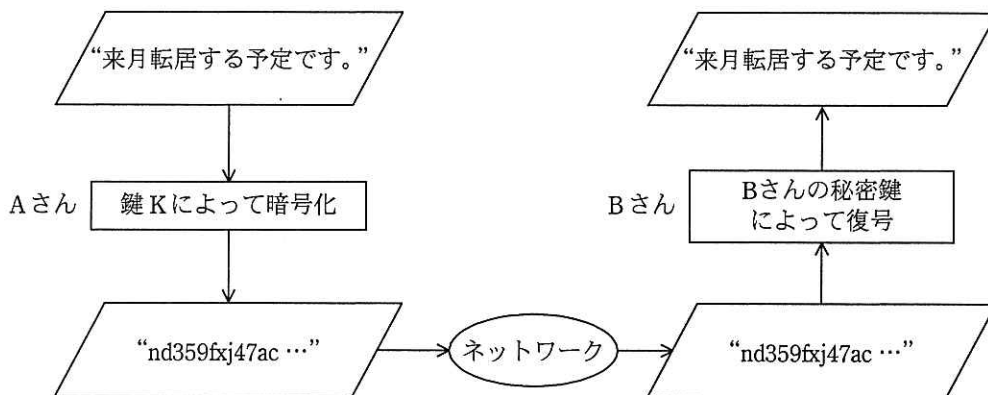 “来月転居する予定です。”
Aさん
鍵Kによって暗号化
“nd359fxj47ac …”
ネットワーク
“来月転居する予定です。”
Bさん
Bさんの秘密鍵
によって復号
“nd359fxj47ac …”